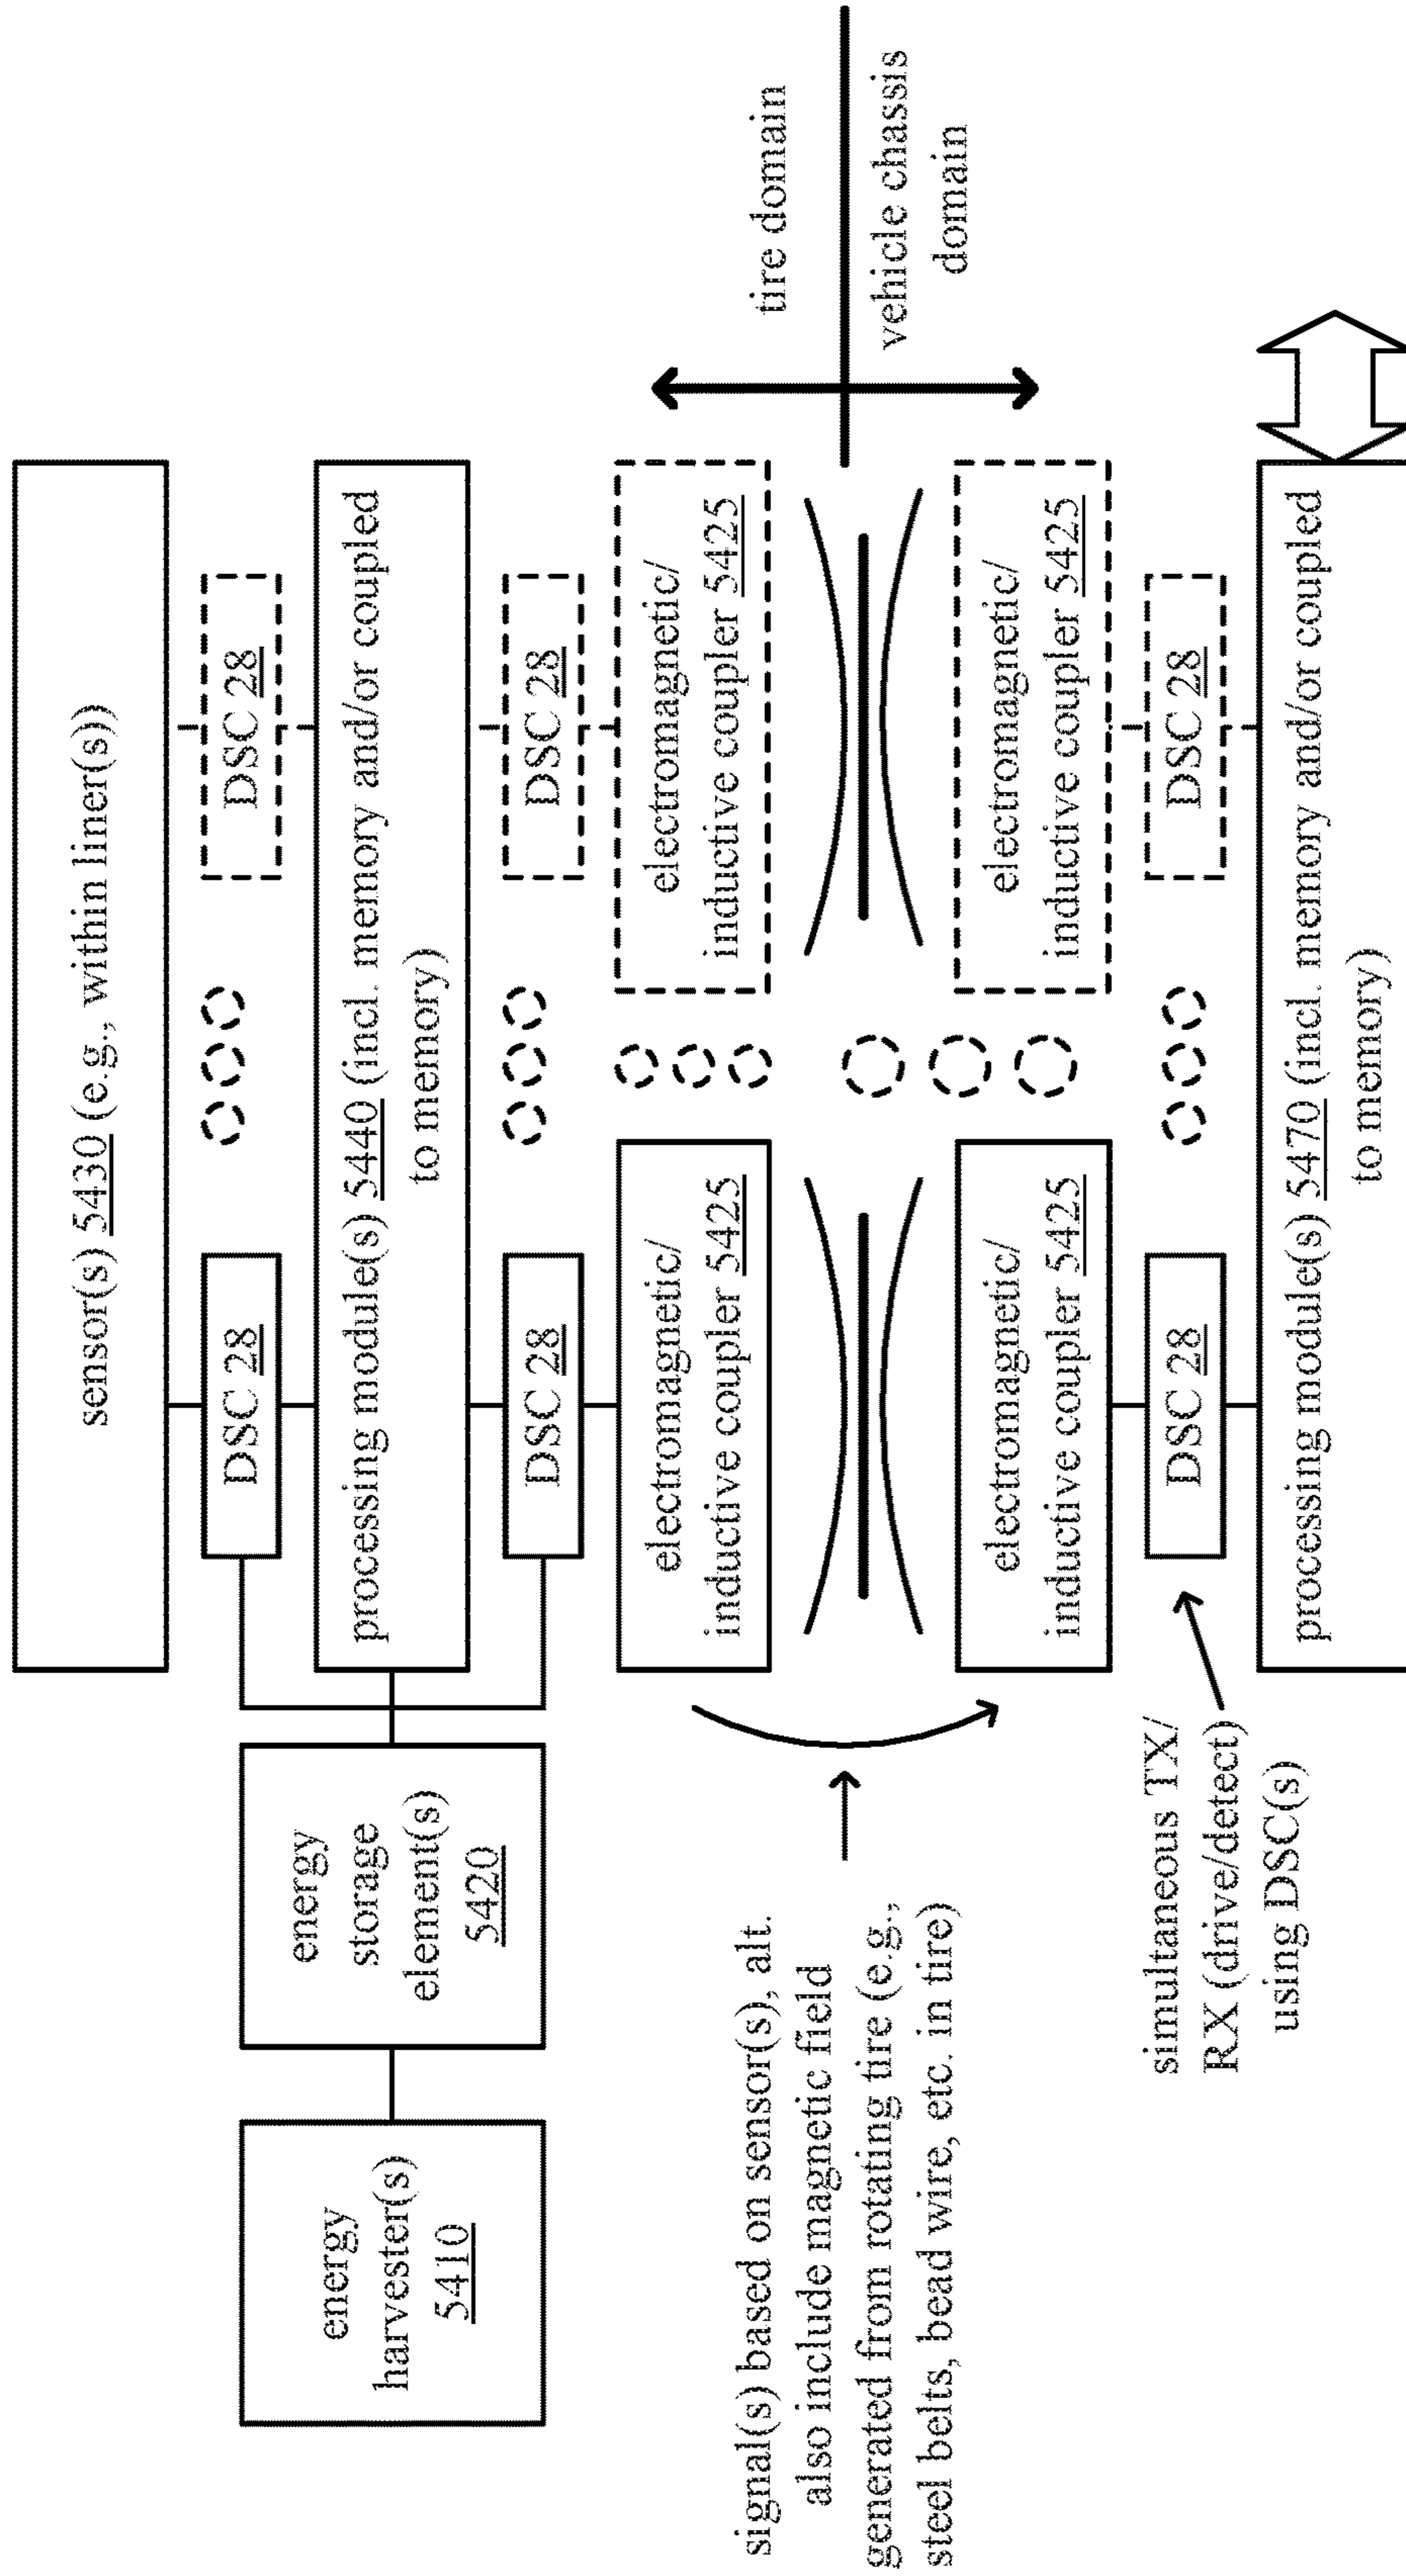 sensor(s) 5430 (e.g., within liner(s))
DSC 28
DSC 28
energy
harvester(s)
5410
energy
storage
element(s)
5420
processing module(s) 5440 (incl. memory and/or coupled
to memory)
DSC 28
DSC 28
electromagnetic/
inductive coupler 5425
electromagnetic/
inductive coupler 5425
signal(s) based on sensor(s), alt.
also include magnetic field
generated from rotating tire (e.g.,
steel belts, bead wire, etc. in tire)
tire domain
vehicle chassis
domain
electromagnetic/
inductive coupler 5425
electromagnetic/
inductive coupler 5425
simultaneous TX/
RX (drive/detect)
using DSC(s)
DSC 28
DSC 28
processing module(s) 5470 (incl. memory and/or coupled
to memory)